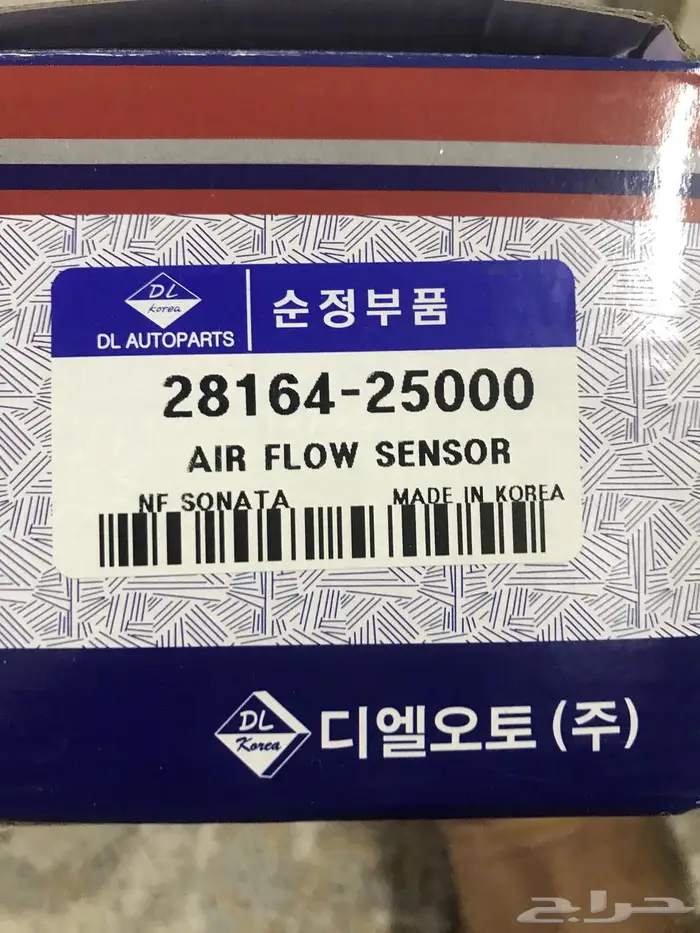 DL
Korea
DL AUTOPARTS
순정부품
28164-25000
AIR FLOW SENSOR
NF SONATA MADE IN KOREA
DL
Korea
디엘오토(주)
حراج